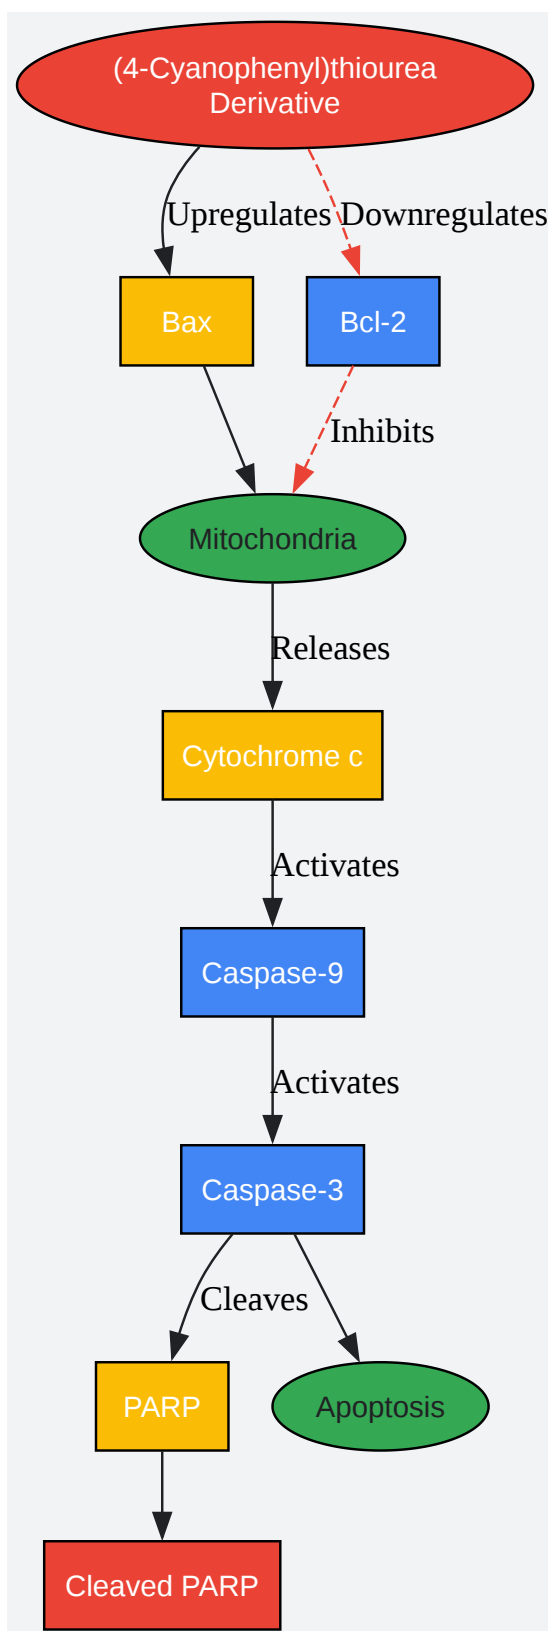 (4-Cyanophenyl)thiourea
Derivative
Upregulates
Downregulates
Bax
Bcl-2
Inhibits
Mitochondria
Releases
Cytochrome c
Activates
Caspase-9
Activates
Caspase-3
Cleaves
PARP
Apoptosis
Cleaved PARP